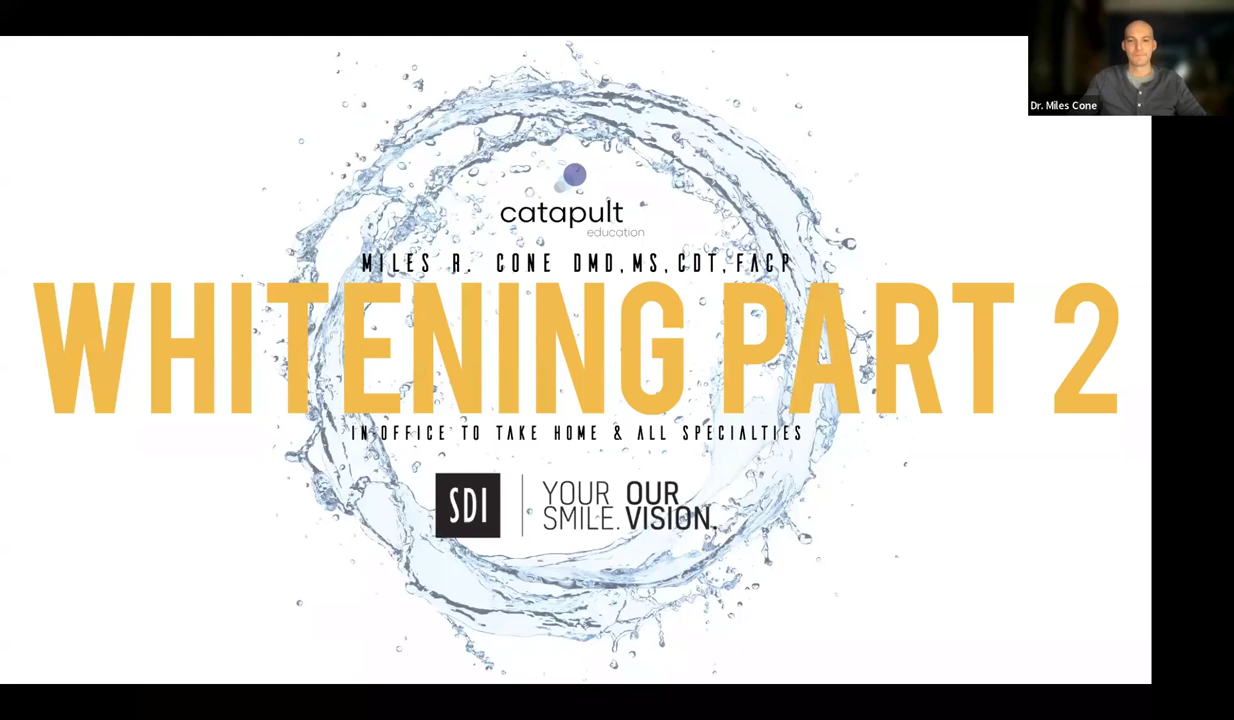 Dr. Miles Cone
catapult
education
MILES R. CONE DMD,MS,CDT,FACP
WHITENING PART 2
IN-OFFICE TO TAKE HOME & ALL SPECIALTIES
SDI
YOUR OUR
SMILE. VISION.